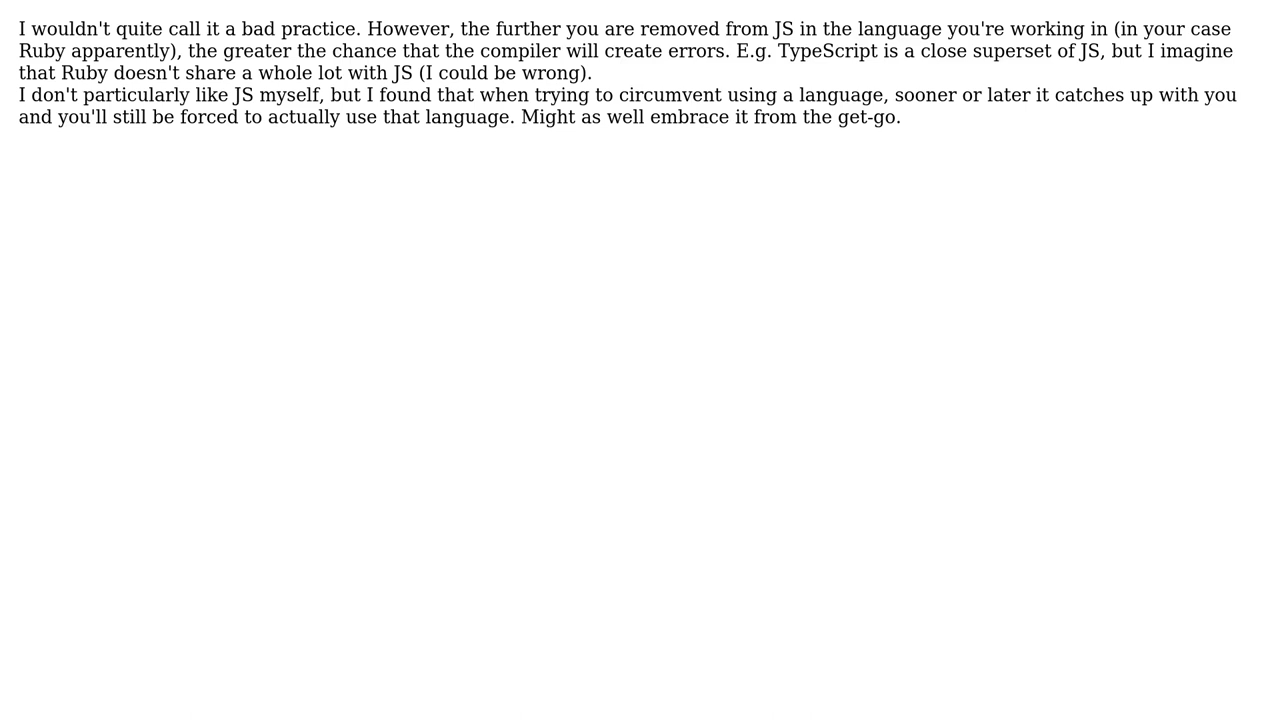 I wouldn't quite call it a bad practice. However, the further you are removed from JS in the language you're working in (in your case
Ruby apparently), the greater the chance that the compiler will create errors. E.g. TypeScript is a close superset of JS, but I imagine
that Ruby doesn't share a whole lot with JS (I could be wrong).
I don't particularly like JS myself, but I found that when trying to circumvent using a language, sooner or later it catches up with you
and you'll still be forced to actually use that language. Might as well embrace it from the get-go.